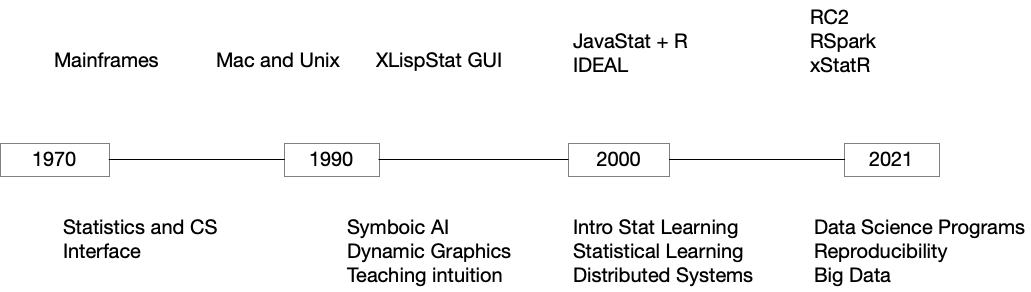 Mainframes
Mac and Unix
XLispStat GUI
JavaStat + R
IDEAL
RC2
RSpark
xStatR
1970
1990
2000
2021
Statistics and CS
Interface
Symboic AI
Dynamic Graphics
Teaching intuition
Intro Stat Learning
Statistical Learning
Distributed Systems
Data Science Programs
Reproducibility
Big Data